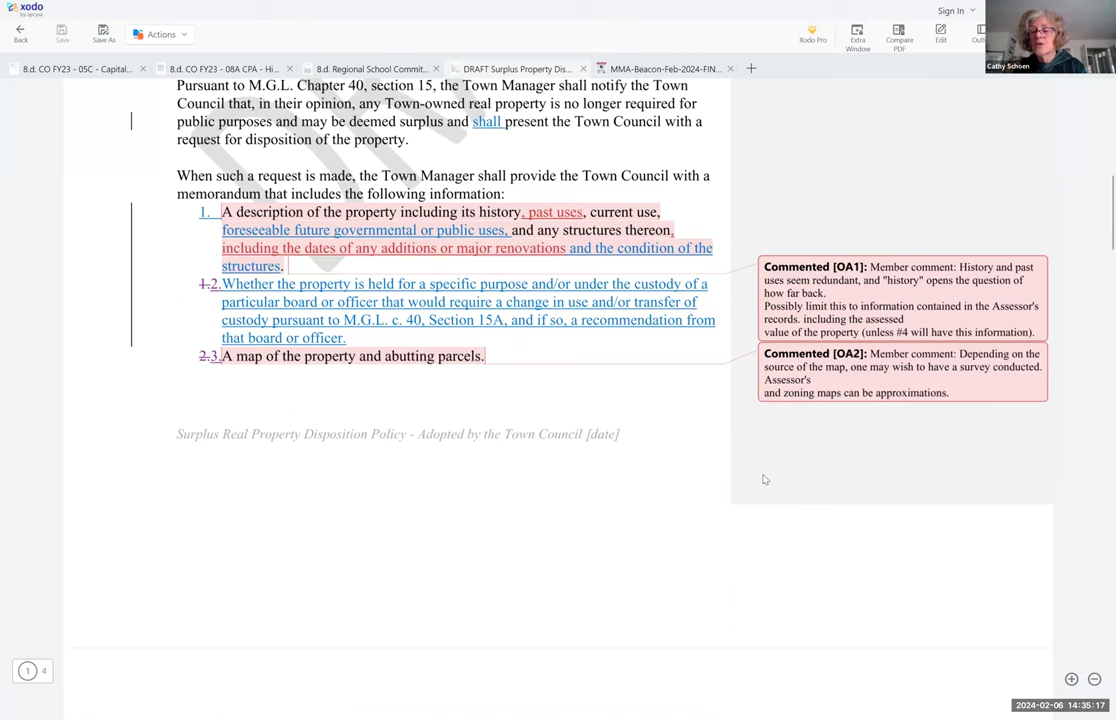 xodo
by apryse
Sign In
Back
Save
Save As
Actions
Xodo Pro
Extra Window
Compare PDF
Edit
Cathy Schoen
8.d. CO FY23 - 05C - Capital...
8.d. CO FY23 - 08A CPA - Hi...
8.d. Regional School Committ...
DRAFT Surplus Property Dis...
MMA-Beacon-Feb-2024-FIN...
Pursuant to M.G.L. Chapter 40, section 15, the Town Manager shall notify the Town
Council that, in their opinion, any Town-owned real property is no longer required for
public purposes and may be deemed surplus and shall present the Town Council with a
request for disposition of the property.
When such a request is made, the Town Manager shall provide the Town Council with a
memorandum that includes the following information:
1. A description of the property including its history, past uses, current use,
foreseeable future governmental or public uses, and any structures thereon,
including the dates of any additions or major renovations and the condition of the
structures.
1.2.Whether the property is held for a specific purpose and/or under the custody of a
particular board or officer that would require a change in use and/or transfer of
custody pursuant to M.G.L. c. 40, Section 15A, and if so, a recommendation from
that board or officer.
2.3.A map of the property and abutting parcels.
Surplus Real Property Disposition Policy - Adopted by the Town Council [date]
Commented [OA1]: Member comment: History and past
uses seem redundant, and "history" opens the question of
how far back.
Possibly limit this to information contained in the Assessor's
records. including the assessed
value of the property (unless #4 will have this information).
Commented [OA2]: Member comment: Depending on the
source of the map, one may wish to have a survey conducted.
Assessor's
and zoning maps can be approximations.
1 4
2024-02-06 14:35:17